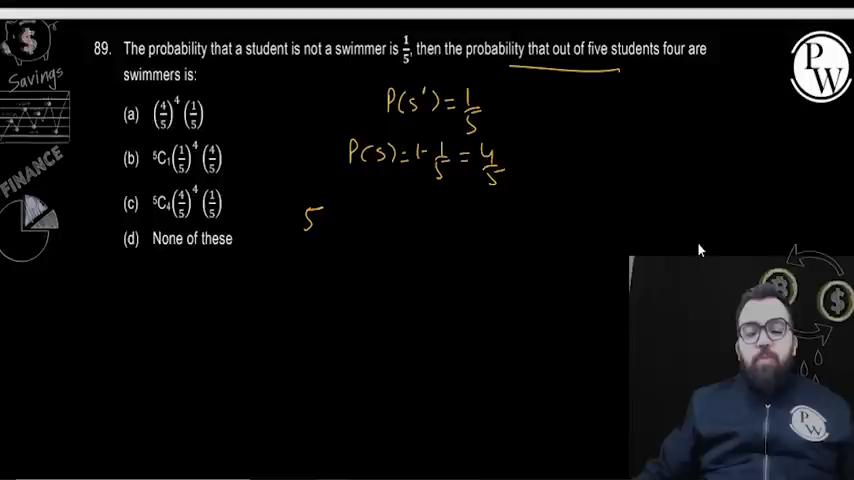 89. The probability that a student is not a swimmer is 1/5, then the probability that out of five students four are
swimmers is:
(a) (4/5)^4 (1/5)
(b) ⁵C₁ (1/5)^4 (4/5)
(c) ⁵C₄ (4/5)^4 (1/5)
(d) None of these
P(s') = 1/5
P(s) = 1 - 1/5 = 4/5
5
$
Savings
FINANCE
P
W
B
$
P
W